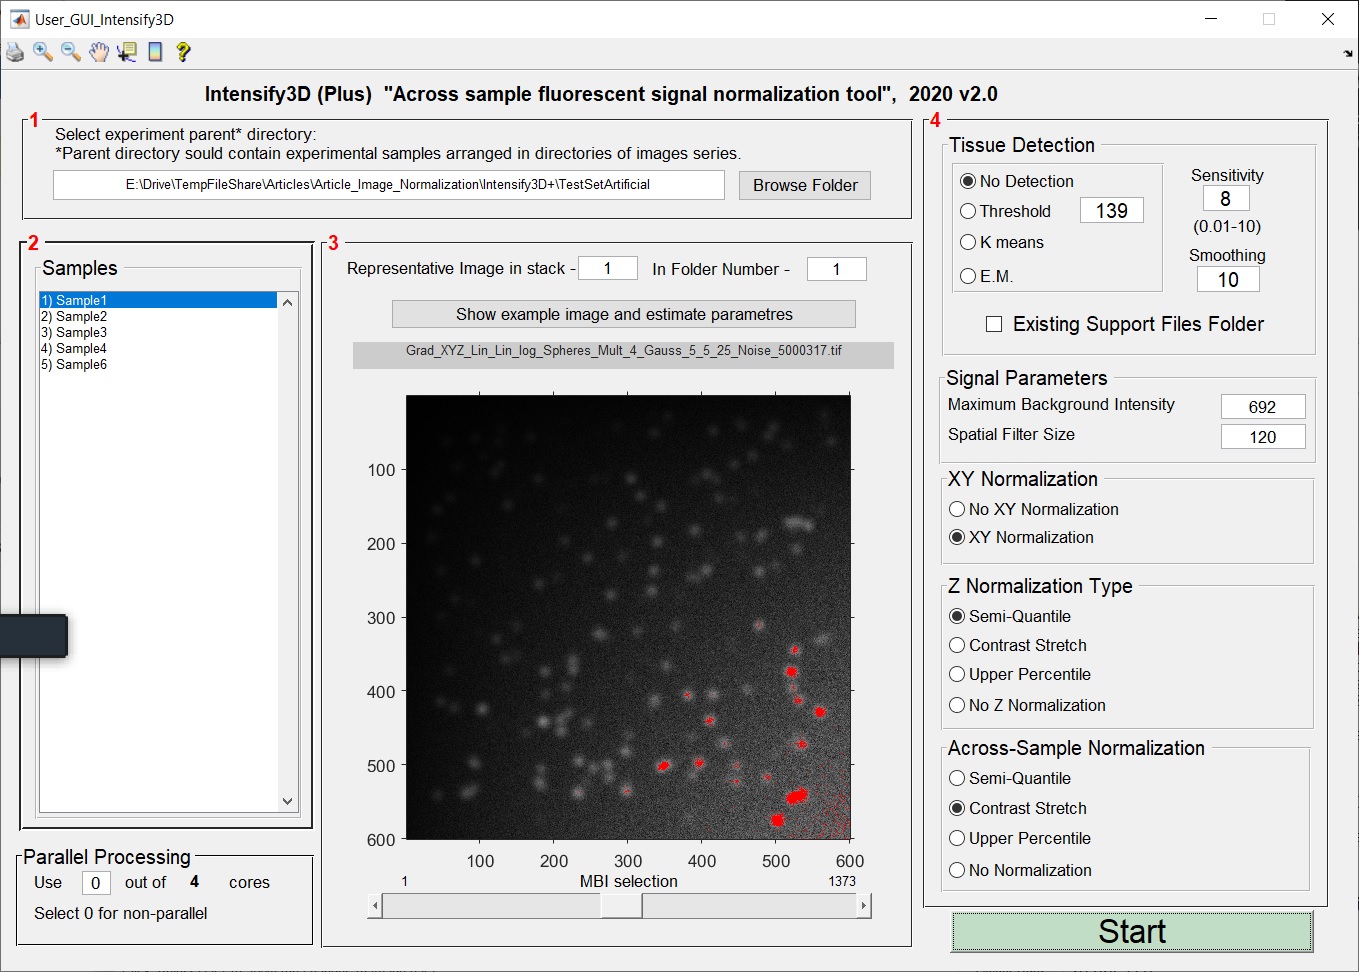 User_GUI_Intensify3D
Intensify3D (Plus)  "Across sample fluorescent signal normalization tool",  2020 v2.0
1
Select experiment parent* directory:
*Parent directory sould contain experimental samples arranged in directories of images series.
E:\Drive\TempFileShare\Articles\Article_Image_Normalization\Intensify3D+\TestSetArtificial
Browse Folder
2
Samples
1) Sample1
2) Sample2
3) Sample3
4) Sample4
5) Sample6
Parallel Processing
Use 0 out of 4 cores
Select 0 for non-parallel
3
Representative Image in stack - 1 In Folder Number - 1
Show example image and estimate parametres
Grad_XYZ_Lin_Lin_log_Spheres_Mult_4_Gauss_5_5_25_Noise_5000317.tif
100
200
300
400
500
600
100 200 300 400 500 600
1 MBI selection 1373
4
Tissue Detection
No Detection
Threshold 139
K means
E.M.
Sensitivity
8
(0.01-10)
Smoothing
10
Existing Support Files Folder
Signal Parameters
Maximum Background Intensity 692
Spatial Filter Size 120
XY Normalization
No XY Normalization
XY Normalization
Z Normalization Type
Semi-Quantile
Contrast Stretch
Upper Percentile
No Z Normalization
Across-Sample Normalization
Semi-Quantile
Contrast Stretch
Upper Percentile
No Normalization
Start